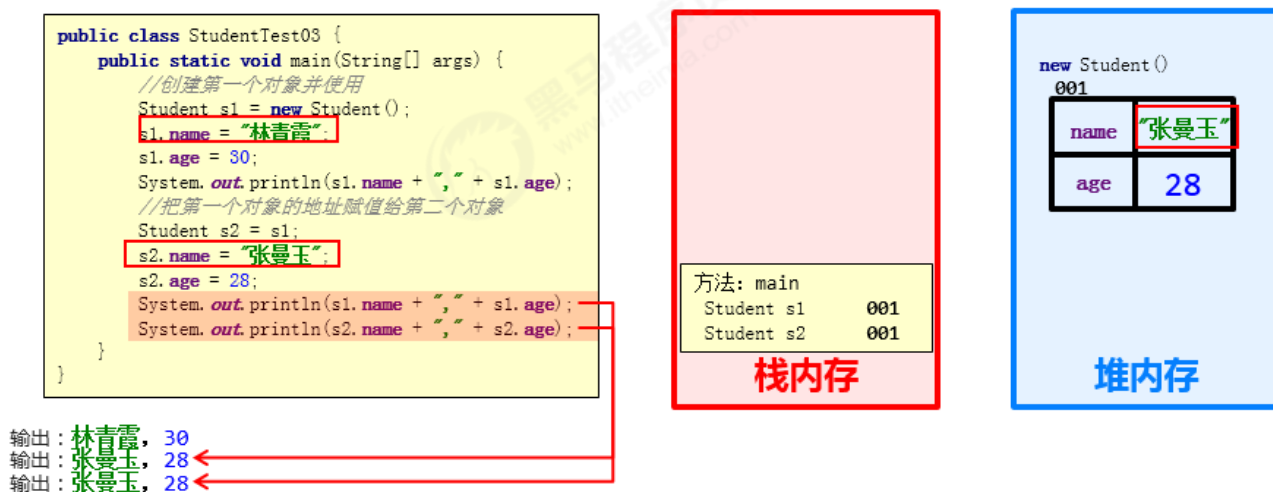 public class StudentTest03 {
public static void main(String[] args) {
//创建第一个对象并使用
Student s1 = new Student();
s1.name = "林青霞";
s1.age = 30;
System.out.println(s1.name + "," + s1.age);
//把第一个对象的地址赋值给第二个对象
Student s2 = s1;
s2.name = "张曼玉";
s2.age = 28;
System.out.println(s1.name + "," + s1.age);
System.out.println(s2.name + "," + s2.age);
}
}
输出：林青霞，30
输出：张曼玉，28
输出：张曼玉，28
方法：main
Student s1 001
Student s2 001
栈内存
new Student()
001
name "张曼玉"
age 28
堆内存